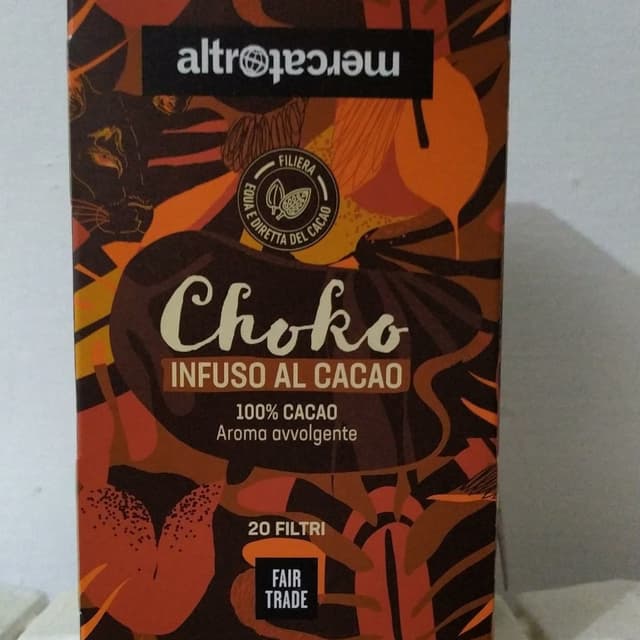 altromercato
FILIERA
EQUA E DIRETTA DEL CACAO
Choko
INFUSO AL CACAO
100% CACAO
Aroma avvolgente
20 FILTRI
FAIR
TRADE